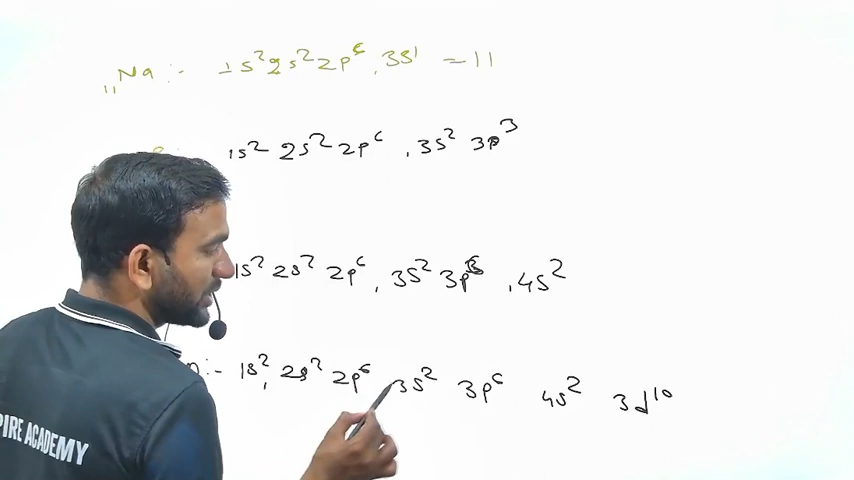 ₁₁Na :- 1s² 2s² 2p⁶, 3s¹ = 11
:- 1s² 2s² 2p⁶, 3s² 3p³
1s² 2s² 2p⁶, 3s² 3p⁶, 4s²
:- 1s², 2s² 2p⁶ 3s² 3p⁶ 4s² 3d¹⁰
PIRE ACADEMY